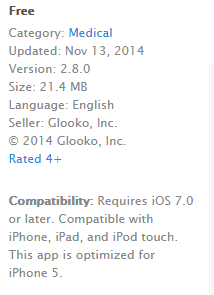 Free
Category: Medical
Updated: Nov 13, 2014
Version: 2.8.0
Size: 21.4 MB
Language: English
Seller: Glooko, Inc.
© 2014 Glooko, Inc.
Rated 4+
Compatibility: Requires iOS 7.0
or later. Compatible with
iPhone, iPad, and iPod touch.
This app is optimized for
iPhone 5.